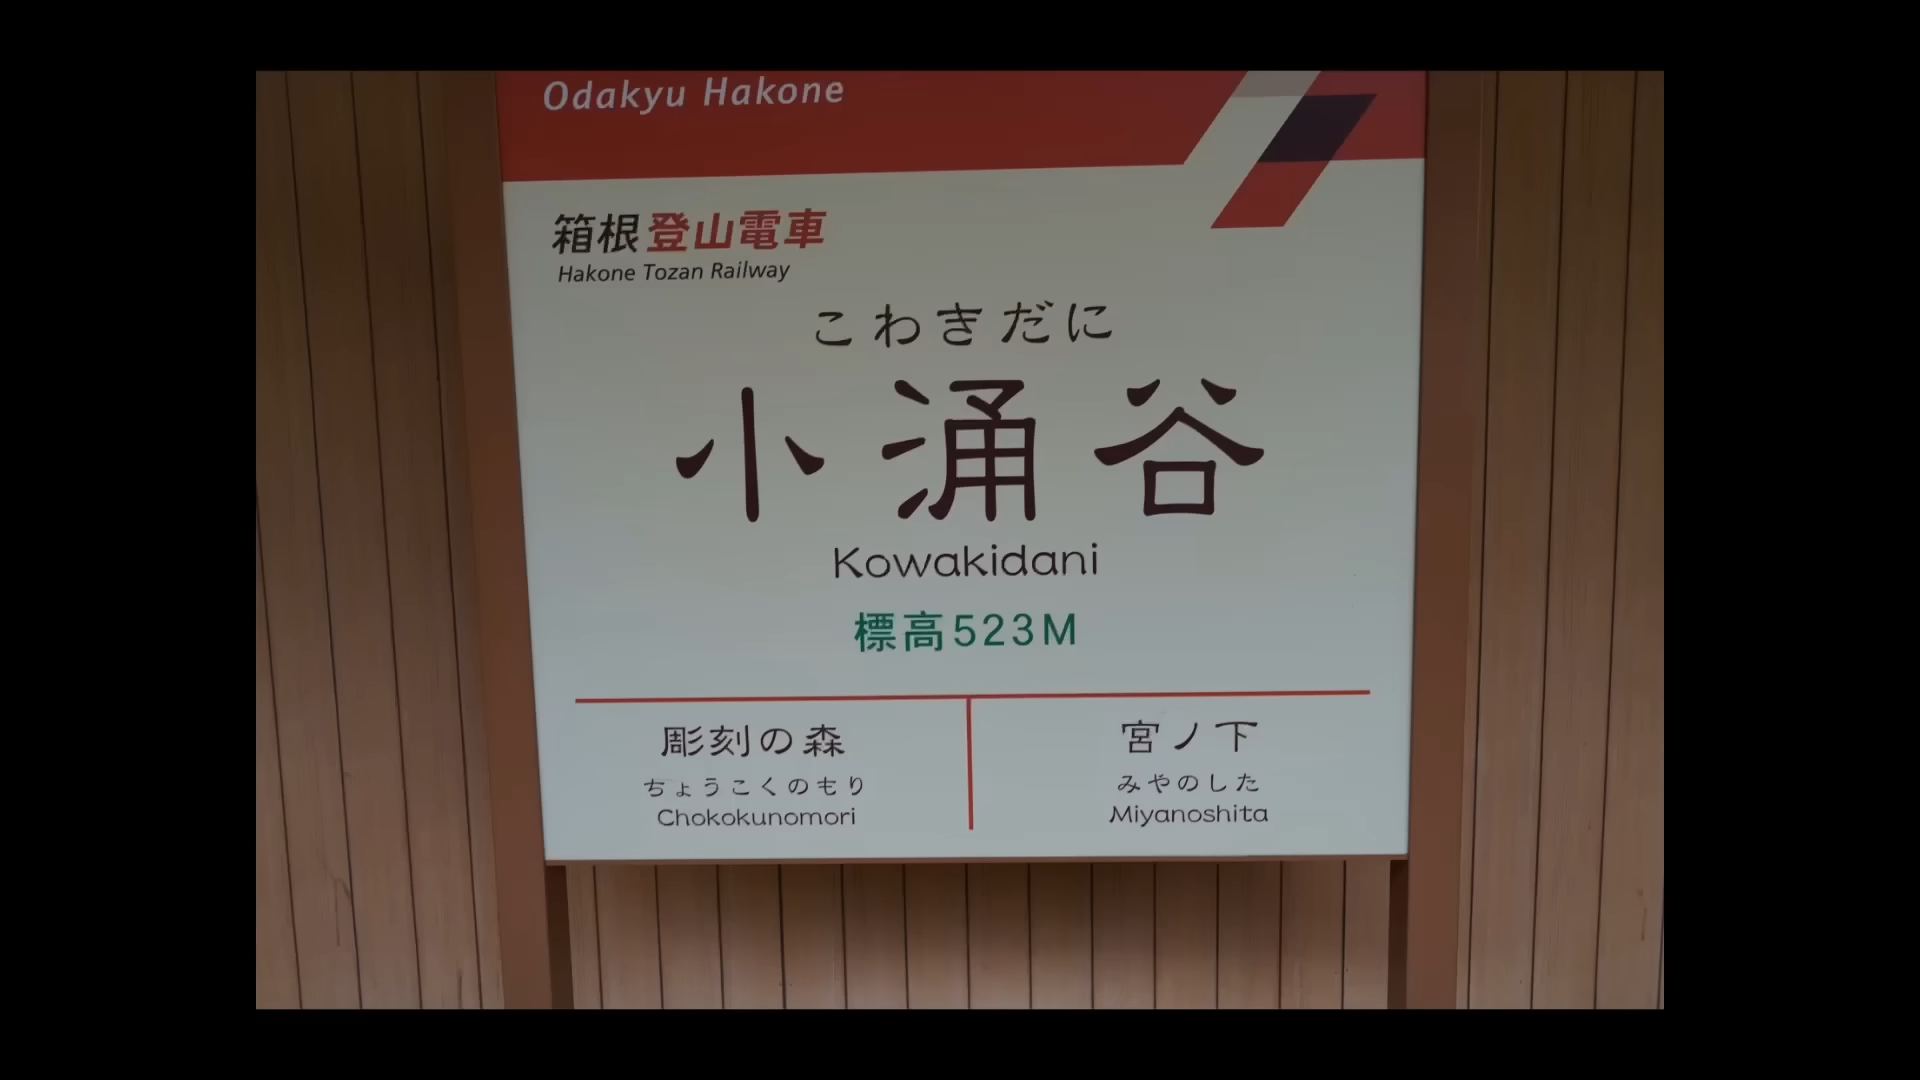 Odakyu Hakone
箱根登山電車
Hakone Tozan Railway
こわきだに
小涌谷
Kowakidani
標高523M
彫刻の森
ちょうこくのもり
Chokokunomori
宮ノ下
みやのした
Miyanoshita